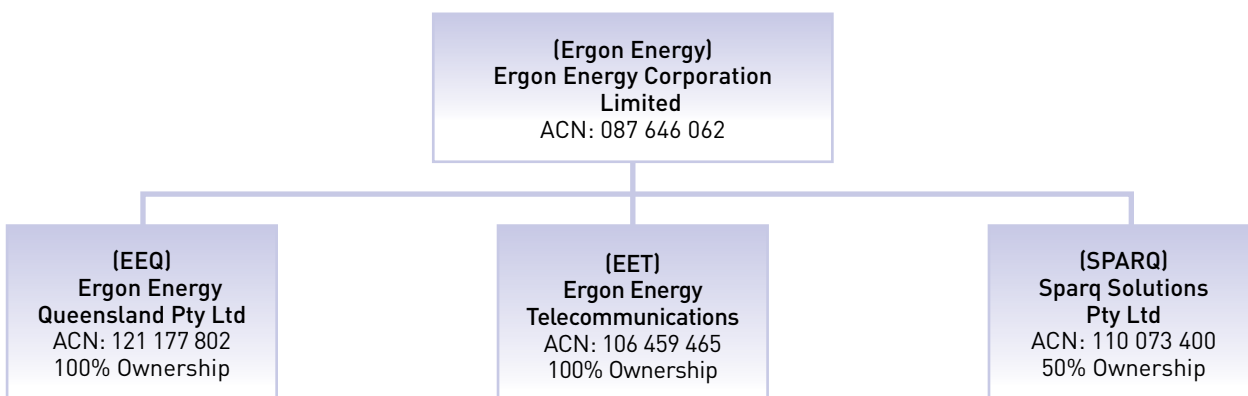 (Ergon Energy)
Ergon Energy Corporation
Limited
ACN: 087 646 062
(EEQ)
Ergon Energy
Queensland Pty Ltd
ACN: 121 177 802
100% Ownership
(EET)
Ergon Energy
Telecommunications
ACN: 106 459 465
100% Ownership
(SPARQ)
Sparq Solutions
Pty Ltd
ACN: 110 073 400
50% Ownership